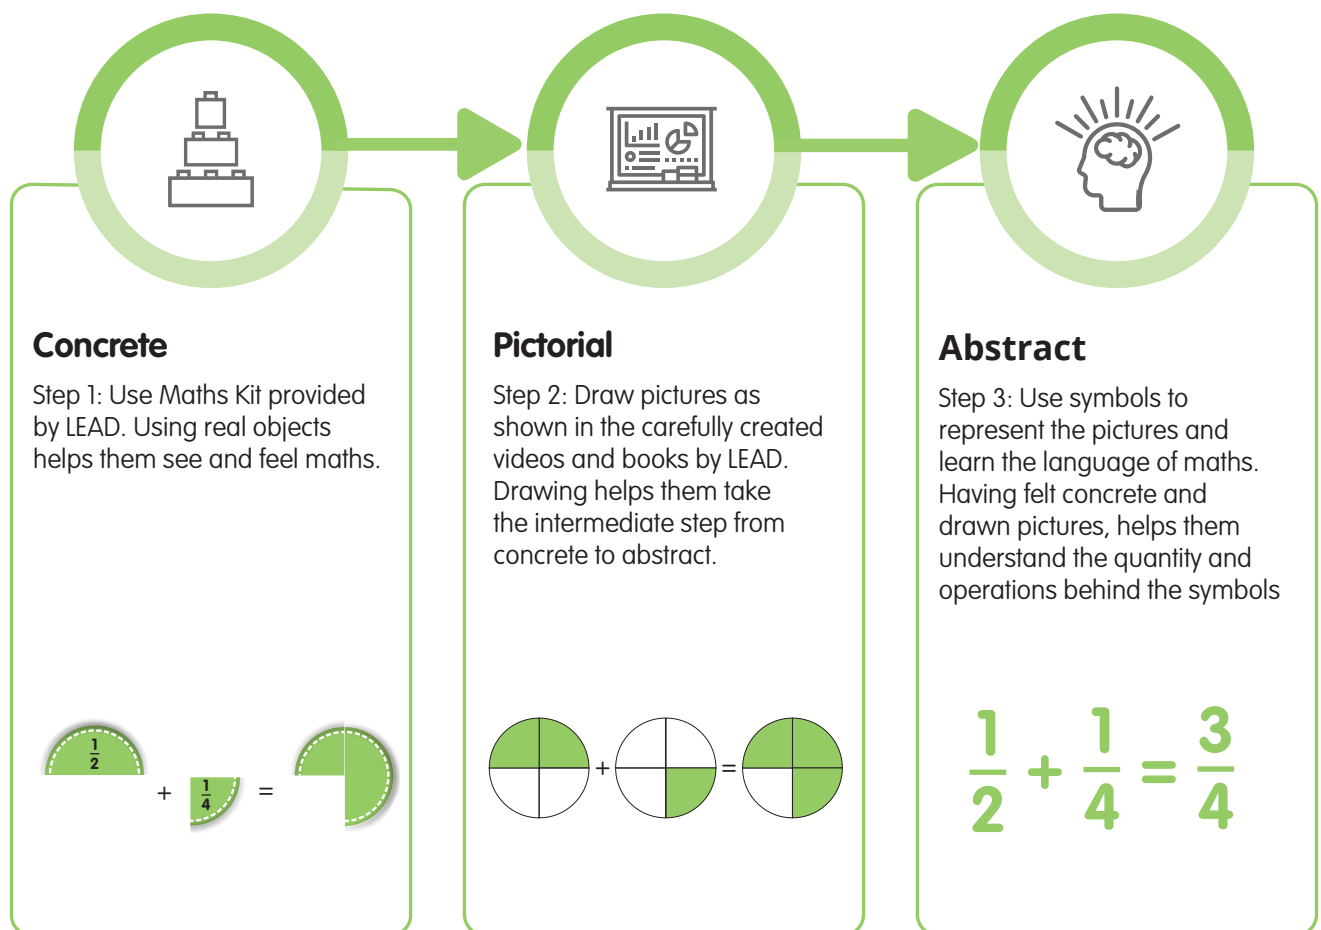 Concrete
Step 1: Use Maths Kit provided
by LEAD. Using real objects
helps them see and feel maths.
1
2
+
1
4
=
Pictorial
Step 2: Draw pictures as
shown in the carefully created
videos and books by LEAD.
Drawing helps them take
the intermediate step from
concrete to abstract.
+ =
Abstract
Step 3: Use symbols to
represent the pictures and
learn the language of maths.
Having felt concrete and
drawn pictures, helps them
understand the quantity and
operations behind the symbols
1 1 3
+ =
2 4 4